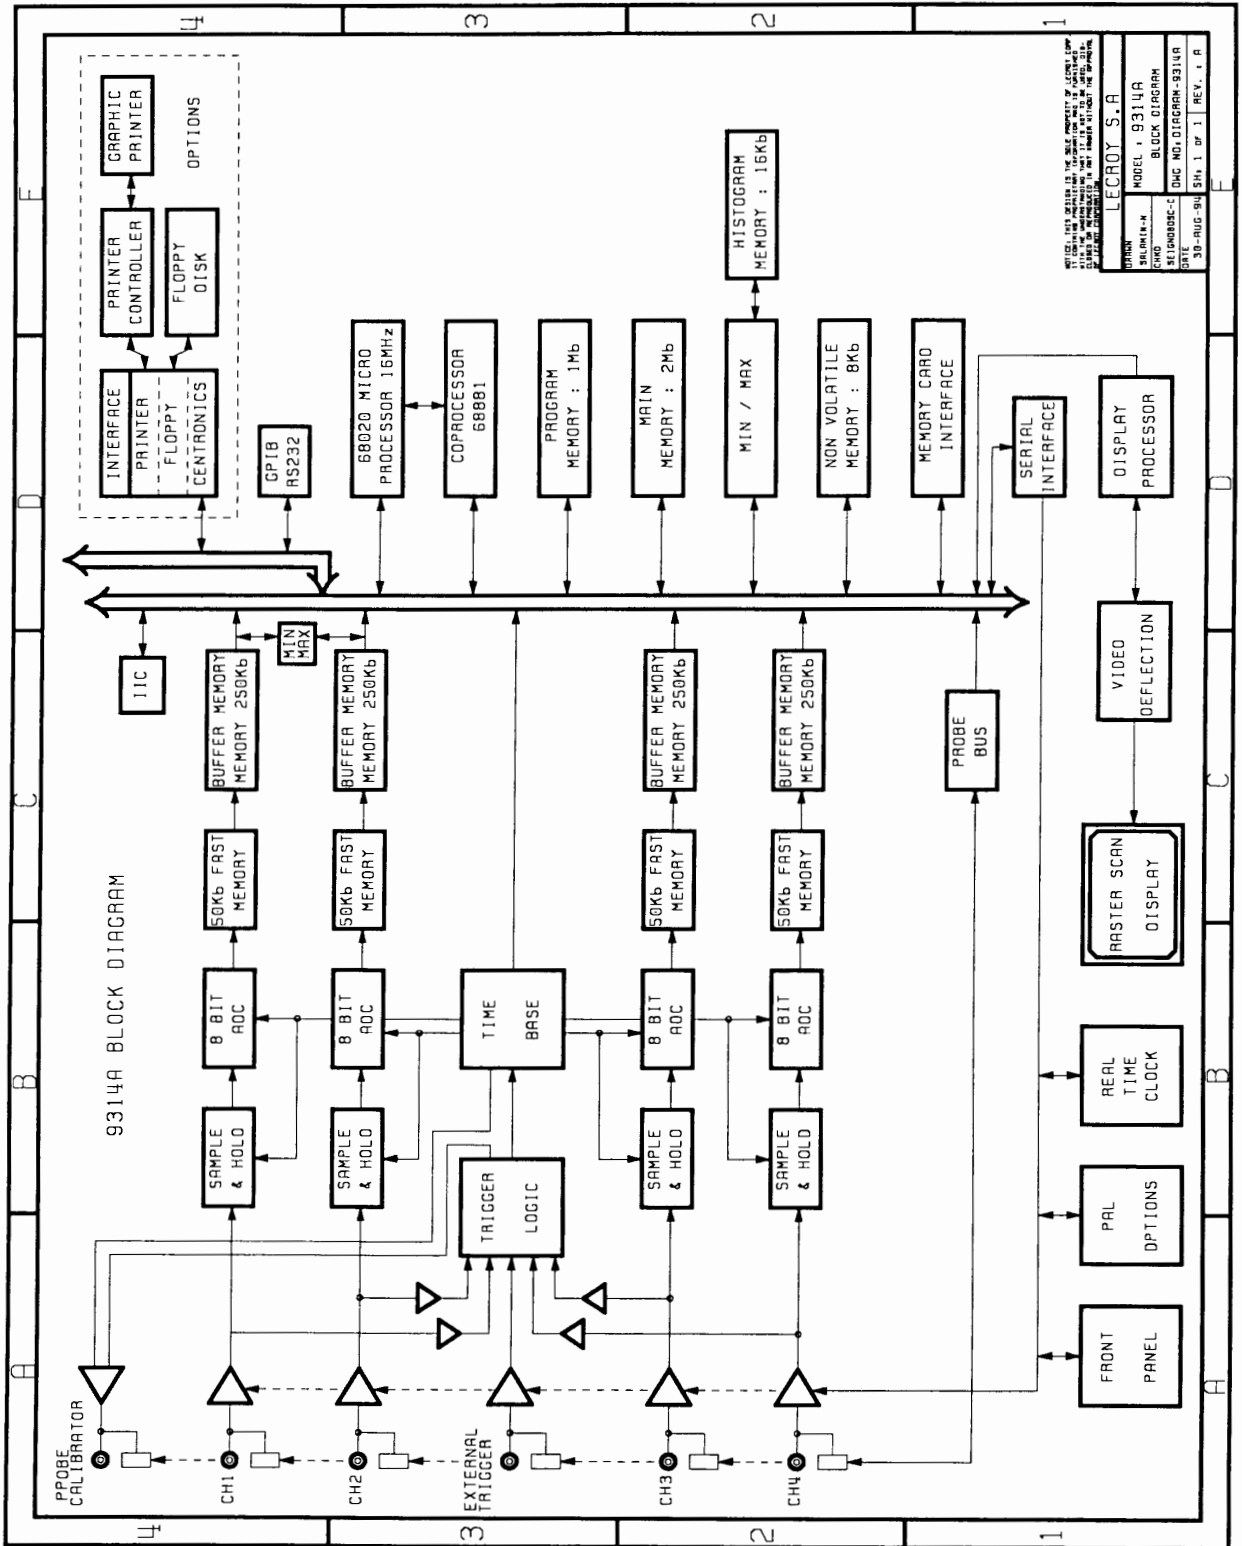 4
3
2
1
A
B
C
D
E
9314A BLOCK DIAGRAM
PPOBE
CALIBRATOR
CH1
CH2
EXTERNAL
TRIGGER
CH3
CH4
SAMPLE
& HOLD
8 BIT
ADC
50Kb FAST
MEMORY
BUFFER MEMORY
MEMORY 250Kb
SAMPLE
& HOLD
8 BIT
ADC
50Kb FAST
MEMORY
BUFFER MEMORY
MEMORY 250Kb
TRIGGER
LOGIC
TIME
BASE
SAMPLE
& HOLD
8 BIT
ADC
50Kb FAST
MEMORY
BUFFER MEMORY
MEMORY 250Kb
SAMPLE
& HOLD
8 BIT
ADC
50Kb FAST
MEMORY
BUFFER MEMORY
MEMORY 250Kb
IIC
MIN
MAX
PROBE
BUS
INTERFACE
PRINTER
FLOPPY
CENTRONICS
PRINTER
CONTROLLER
GRAPHIC
PRINTER
FLOPPY
DISK
OPTIONS
GPIB
RS232
68020 MICRO
PROCESSOR 16MHz
COPROCESSOR
68881
PROGRAM
MEMORY : 1Mb
MAIN
MEMORY : 2Mb
MIN / MAX
HISTOGRAM
MEMORY : 16Kb
NON VOLATILE
MEMORY : 8Kb
MEMORY CARD
INTERFACE
SERIAL
INTERFACE
DISPLAY
PROCESSOR
VIDEO
DEFLECTION
RASTER SCAN
DISPLAY
REAL
TIME
CLOCK
PAL
OPTIONS
FRONT
PANEL
LECROY S.A
DRAWN
SALAMIN-N
CHKD
DATE
30-AUG-94
MODEL : 9314A
BLOCK DIAGRAM
DWG NO: DIAGRAM-9314A
SH: 1 OF 1
REV. : A
4
3
2
1
A
B
C
D
E